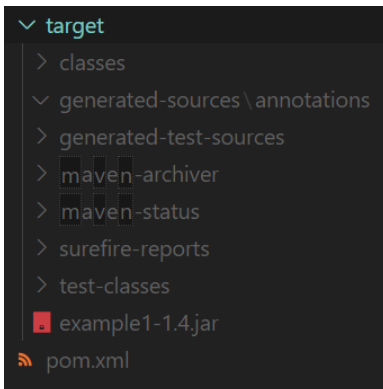 target
classes
generated-sources\annotations
generated-test-sources
maven-archiver
maven-status
surefire-reports
test-classes
example1-1.4.jar
pom.xml